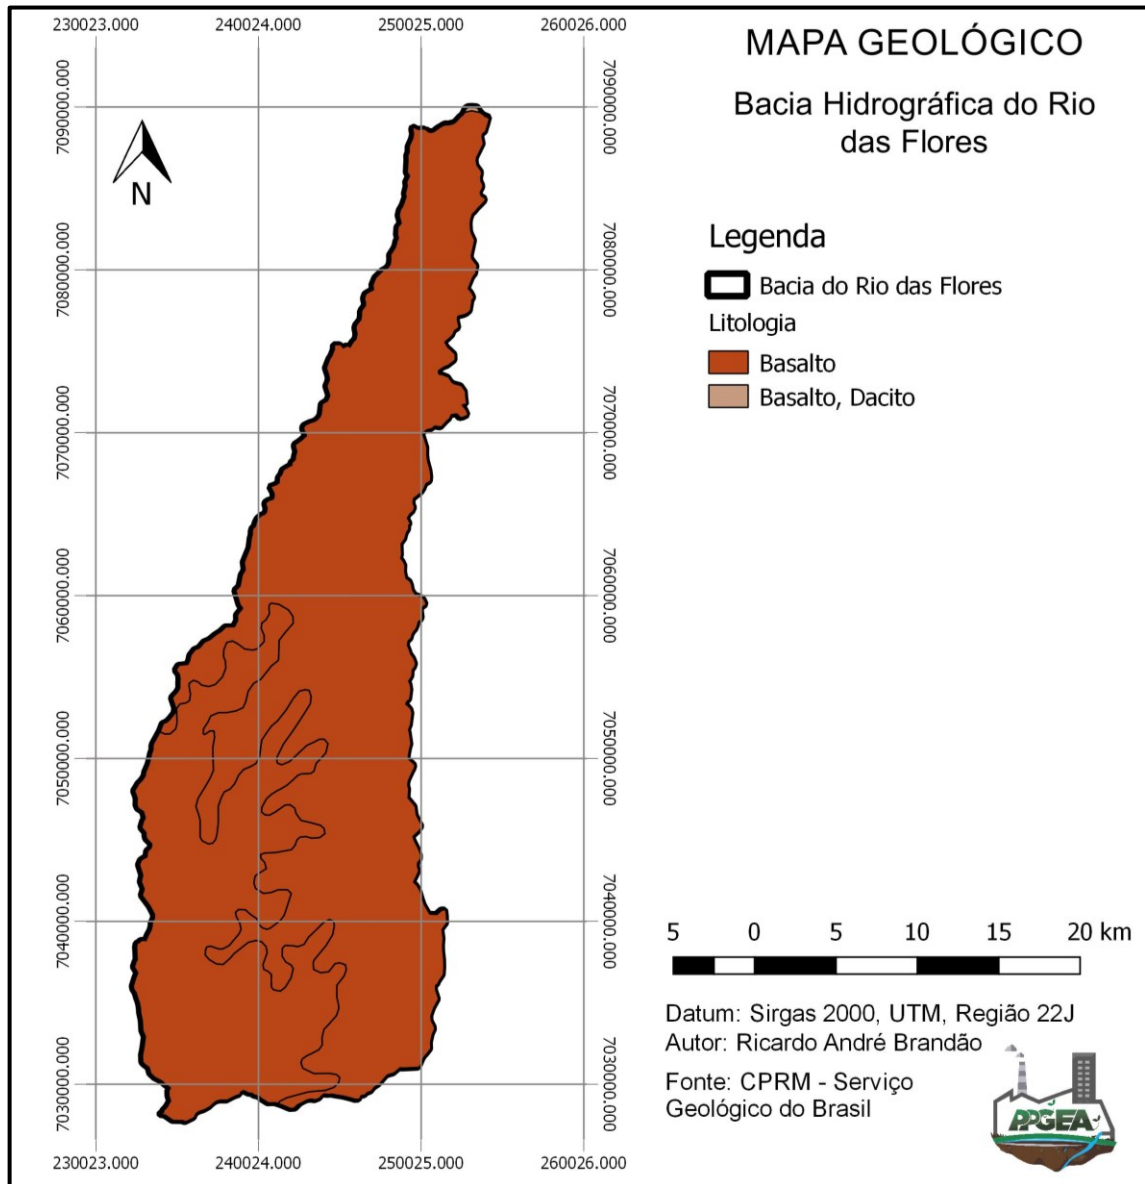 230023.000 240024.000 250025.000 260026.000
MAPA GEOLÓGICO
Bacia Hidrográfica do Rio
das Flores
N
Legenda
Bacia do Rio das Flores
Litologia
Basalto
Basalto, Dacito
7090000.000 7090000.000
7080000.000 7080000.000
7070000.000 7070000.000
7060000.000 7060000.000
7050000.000 7050000.000
7040000.000 7040000.000
7030000.000 7030000.000
5 0 5 10 15 20 km
Datum: Sirgas 2000, UTM, Região 22J
Autor: Ricardo André Brandão
Fonte: CPRM - Serviço
Geológico do Brasil
PPGEA
230023.000 240024.000 250025.000 260026.000